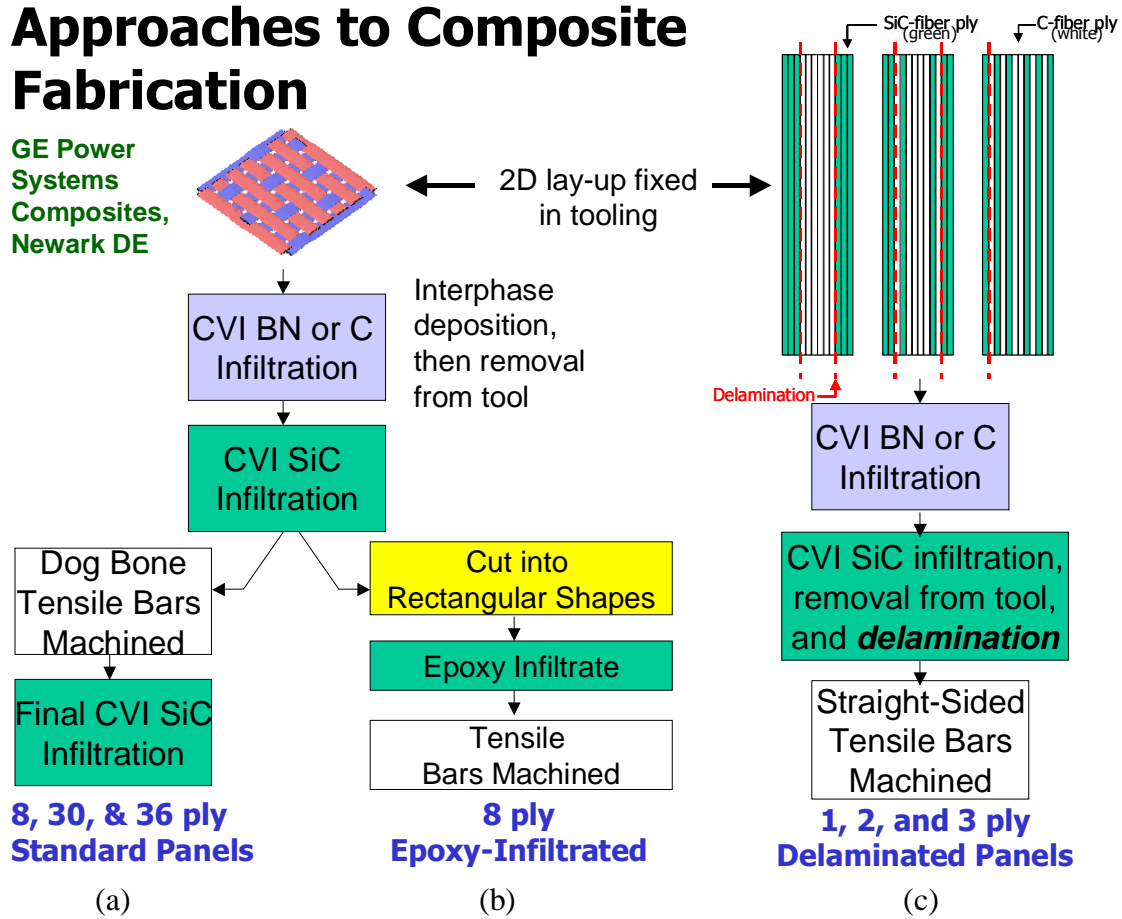 Approaches to Composite
Fabrication
SiC-fiber ply
(green)
C-fiber ply
(white)
GE Power
Systems
Composites,
Newark DE
2D lay-up fixed
in tooling
Interphase
deposition,
then removal
from tool
CVI BN or C
Infiltration
CVI SiC
Infiltration
Dog Bone
Tensile Bars
Machined
Final CVI SiC
Infiltration
8, 30, & 36 ply
Standard Panels
(a)
Cut into
Rectangular Shapes
Epoxy Infiltrate
Tensile
Bars Machined
8 ply
Epoxy-Infiltrated
(b)
Delamination
CVI BN or C
Infiltration
CVI SiC infiltration,
removal from tool,
and delamination
Straight-Sided
Tensile Bars
Machined
1, 2, and 3 ply
Delaminated Panels
(c)